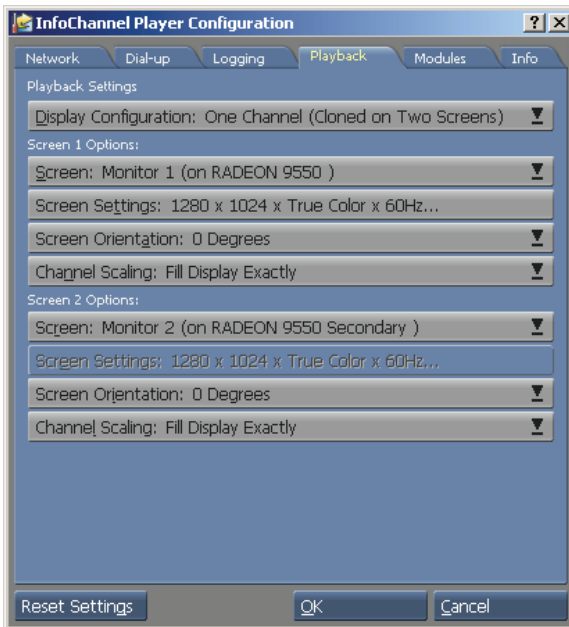 InfoChannel Player Configuration
Network Dial-up Logging Playback Modules Info
Playback Settings
Display Configuration: One Channel (Cloned on Two Screens)
Screen 1 Options:
Screen: Monitor 1 (on RADEON 9550 )
Screen Settings: 1280 x 1024 x True Color x 60Hz...
Screen Orientation: 0 Degrees
Channel Scaling: Fill Display Exactly
Screen 2 Options:
Screen: Monitor 2 (on RADEON 9550 Secondary )
Screen Settings: 1280 x 1024 x True Color x 60Hz...
Screen Orientation: 0 Degrees
Channel Scaling: Fill Display Exactly
Reset Settings OK Cancel